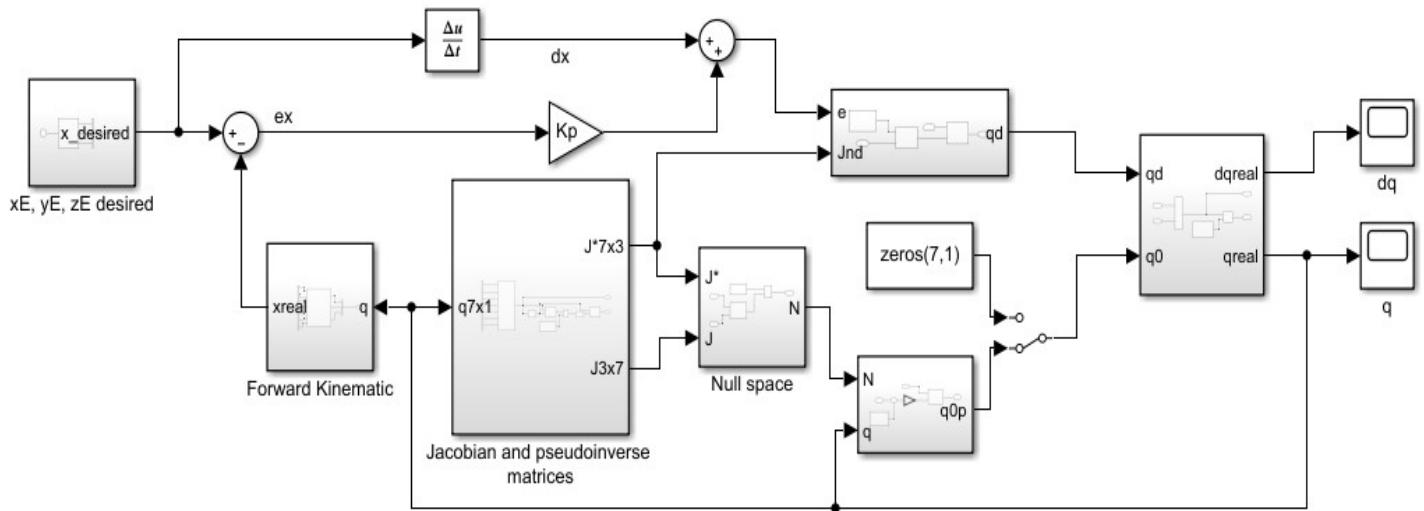 Δu
Δt
dx
+
+
x_desired
xE, yE, zE desired
+
−
ex
Kp
e
Jnd
qd
qd
q0
dqreal
qreal
dq
q
zeros(7,1)
xreal
q
Forward Kinematic
q7x1
J*7x3
J3x7
Jacobian and pseudoinverse
matrices
J*
J
N
Null space
N
q
q0p